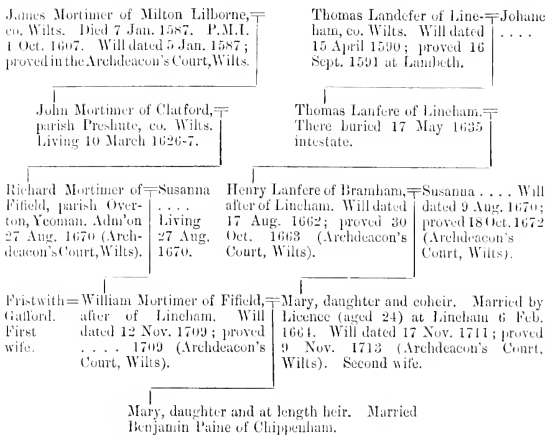 James Mortimer of Milton Lilborne,
co. Wilts. Died 7 Jan. 1587. P.M.I.
1 Oct. 1607. Will dated 5 Jan. 1587;
proved in the Archdeacon's Court, Wilts.
Thomas Landefer of Line-
ham, co. Wilts. Will dated
15 April 1590; proved 16
Sept. 1591 at Lambeth.
Johane
. . . .
John Mortimer of Clatford,
parish Preshute, co. Wilts.
Living 10 March 1626-7.
Thomas Lanfere of Lineham.
There buried 17 May 1635
intestate.
Richard Mortimer of
Fifield, parish Over-
ton, Yeoman. Adm'on
27 Aug. 1670 (Arch-
deacon's Court, Wilts).
Susanna
. . . .
Living
27 Aug.
1670.
Henry Lanfere of Bramham,
after of Lineham. Will dated
17 Aug. 1662; proved 30
Oct. 1663 (Archdeacon's
Court, Wilts).
Susanna . . . . Will
dated 9 Aug. 1670;
proved 18 Oct. 1672
(Archdeacon's
Court, Wilts).
Fristwith
Gafford.
First
wife.
William Mortimer of Fifield,
after of Lineham. Will
dated 12 Nov. 1709; proved
. . . . 1709 (Archdeacon's
Court, Wilts).
Mary, daughter and coheir. Married by
Licence (aged 24) at Lineham 6 Feb.
1664. Will dated 17 Nov. 1711; proved
9 Nov. 1713 (Archdeacon's Court,
Wilts). Second wife.
Mary, daughter and at length heir. Married
Benjamin Paine of Chippenham.